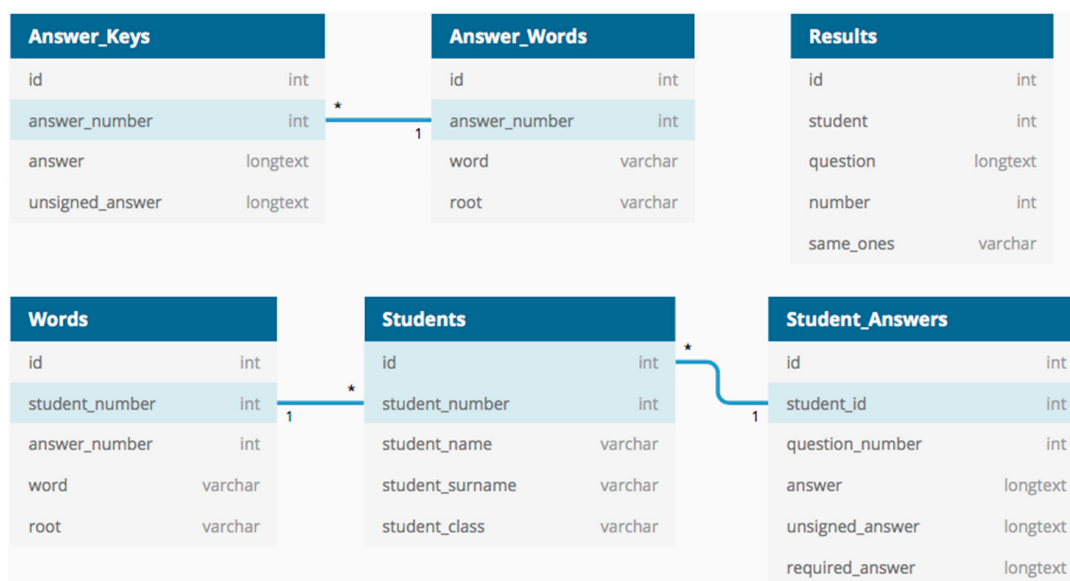 Answer_Keys
id int
answer_number int
answer longtext
unsigned_answer longtext
* 1
Answer_Words
id int
answer_number int
word varchar
root varchar
Results
id int
student int
question longtext
number int
same_ones varchar
Words
id int
student_number int
answer_number int
word varchar
root varchar
1 *
Students
id int
student_number int
student_name varchar
student_surname varchar
student_class varchar
* 1
Student_Answers
id int
student_id int
question_number int
answer longtext
unsigned_answer longtext
required_answer longtext